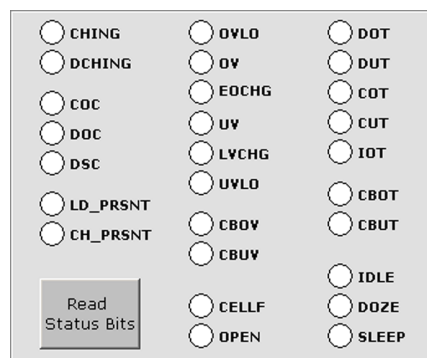 CHING
DCHING
COC
DOC
DSC
LD_PRSNT
CH_PRSNT
Read
Status Bits
OVLO
OV
EOCHG
UV
LVCHG
UVLO
CBOV
CBUV
CELLF
OPEN
DOT
DUT
COT
CUT
IOT
CBOT
CBUT
IDLE
DOZE
SLEEP